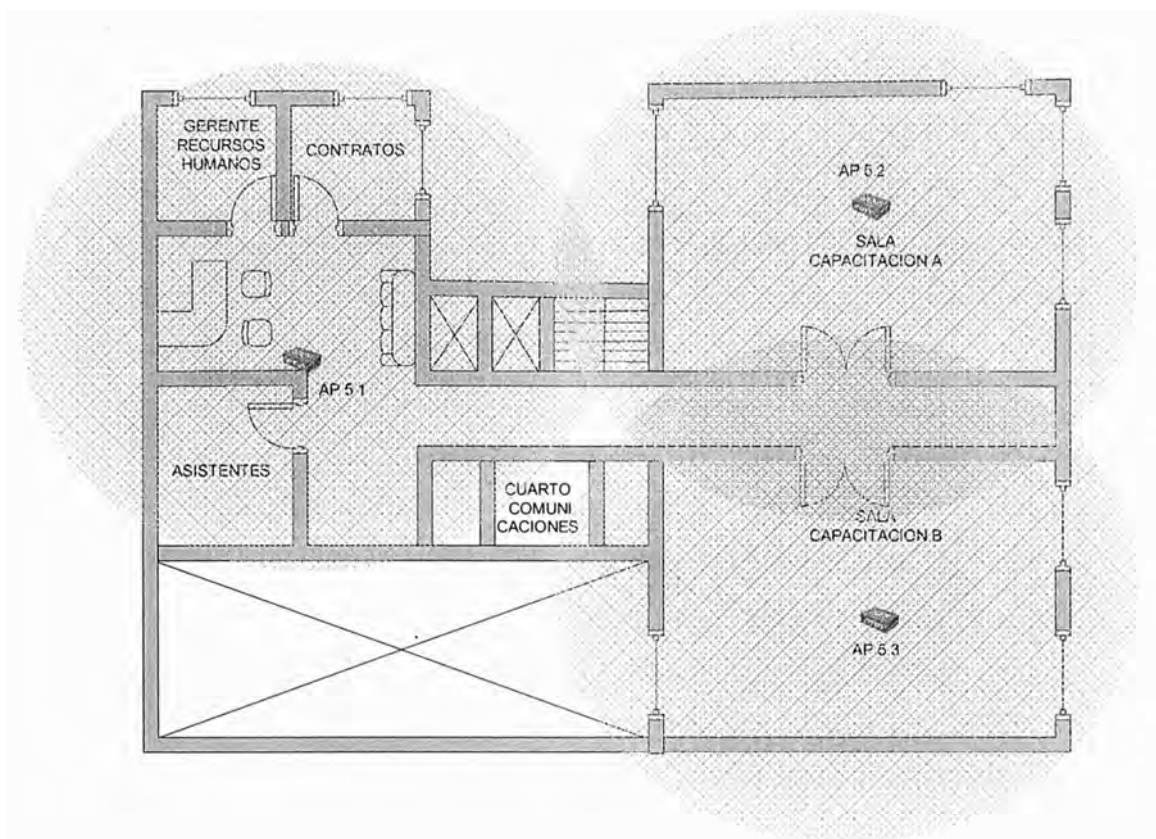 GERENTE
RECURSOS
HUMANOS
CONTRATOS
AP 5.2
SALA
CAPACITACION A
AP 5.1
ASISTENTES
CUARTO
COMUNI
CACIONES
SALA
CAPACITACION B
AP 5.3